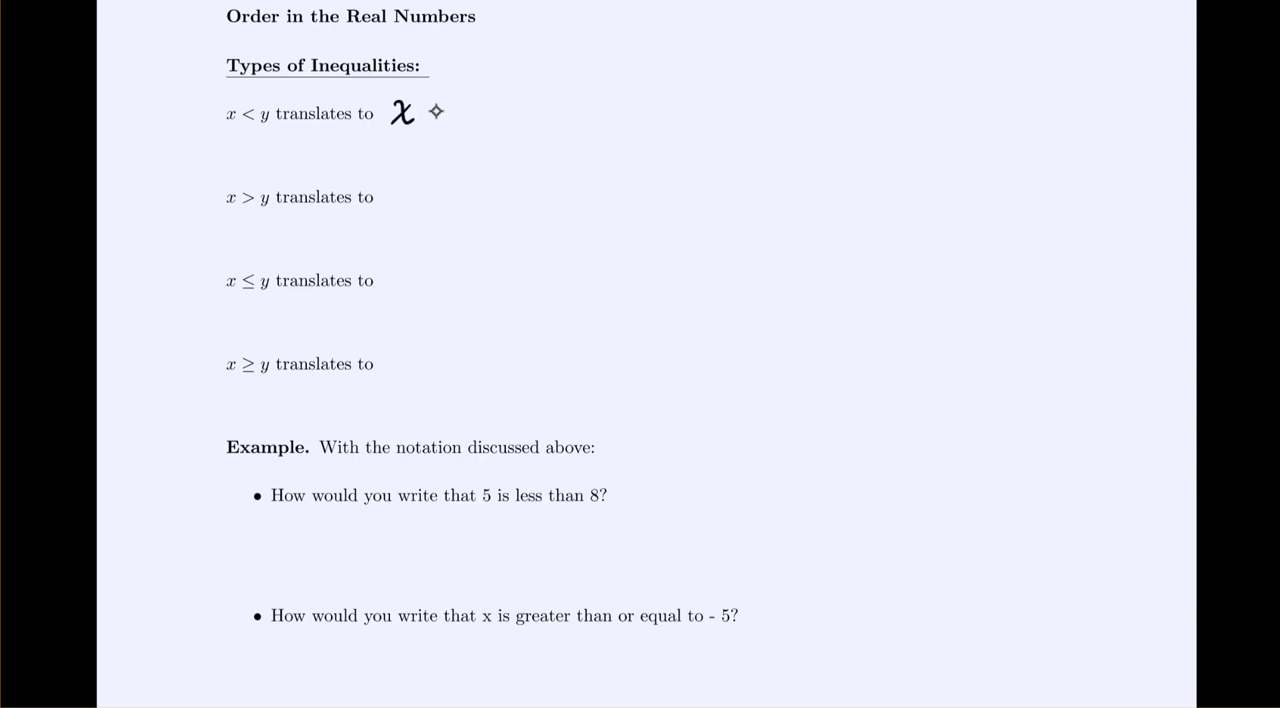 Order in the Real Numbers
Types of Inequalities:
x < y translates to x
x > y translates to
x ≤ y translates to
x ≥ y translates to
Example. With the notation discussed above:
• How would you write that 5 is less than 8?
• How would you write that x is greater than or equal to - 5?